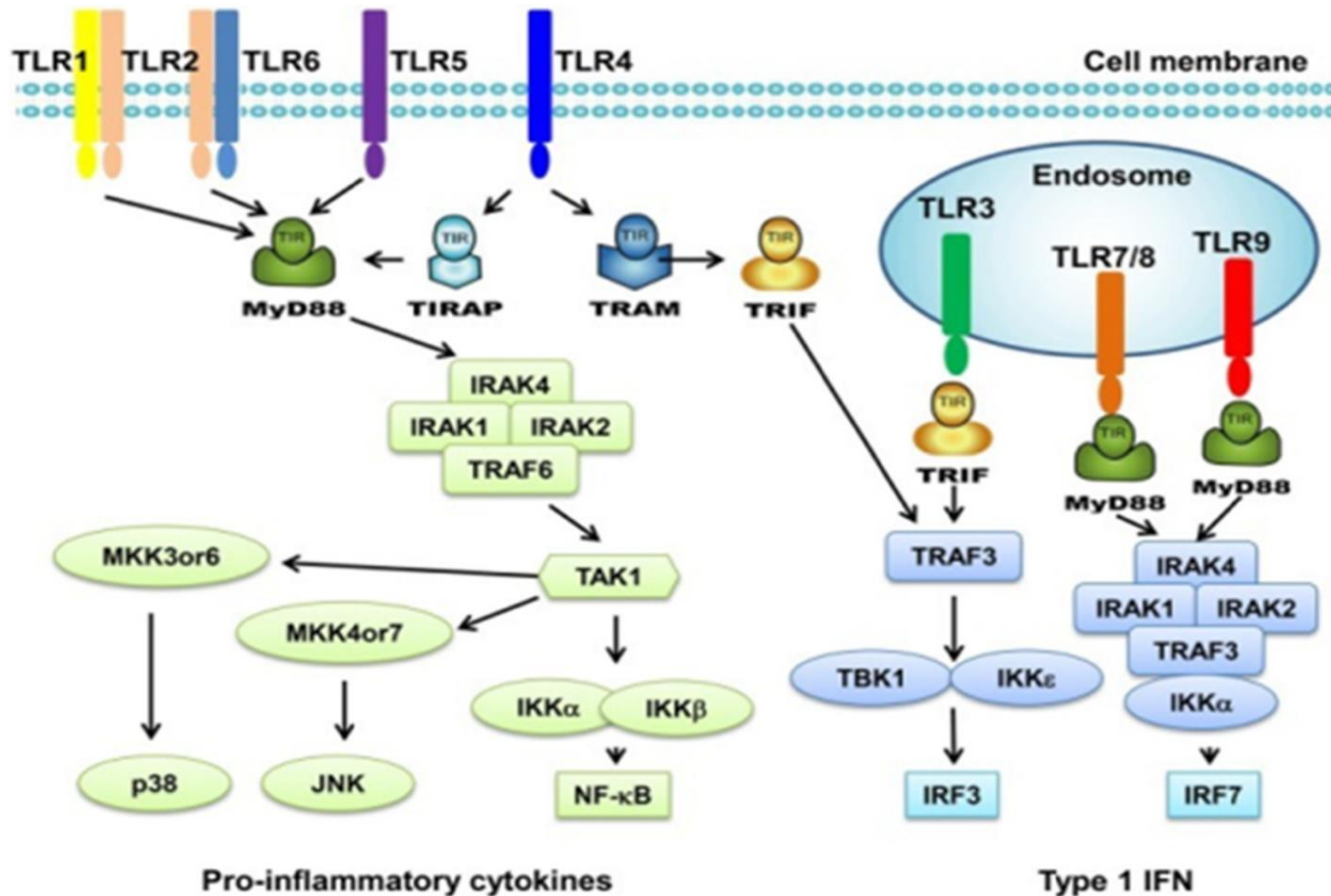 TLR1 TLR2 TLR6 TLR5 TLR4
Cell membrane
Endosome
TLR3
TLR7/8
TLR9
TIR
TIR
TIR
TIR
MyD88
TIRAP
TRAM
TRIF
TIR
TRIF
TIR
MyD88
TIR
MyD88
IRAK4
IRAK1
IRAK2
TRAF6
MKK3or6
TAK1
MKK4or7
IKKα
IKKβ
p38
JNK
NF-κB
TRAF3
TBK1
IKKε
IRF3
IRAK4
IRAK1
IRAK2
TRAF3
IKKα
IRF7
Pro-inflammatory cytokines
Type 1 IFN